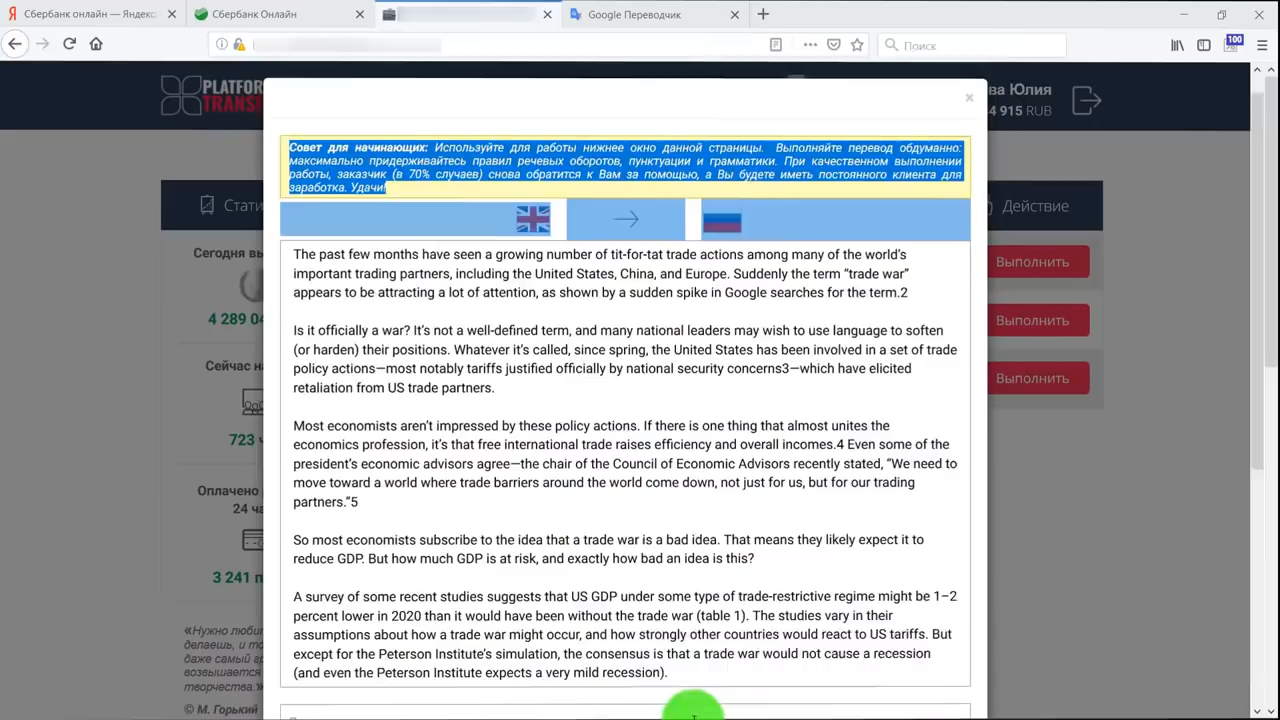 Сбербанк онлайн — Яндекс
Сбербанк Онлайн
Google Переводчик
Поиск
100
PLATFOR
TRANS
ва Юлия
4 915 RUB
Стати
Действие
Совет для начинающих: Используйте для работы нижнее окно данной страницы. Выполняйте перевод обдуманно:
максимально придерживайтесь правил речевых оборотов, пунктуации и грамматики. При качественном выполнении
работы, заказчик (в 70% случаев) снова обратится к Вам за помощью, а Вы будете иметь постоянного клиента для
заработка. Удачи!
The past few months have seen a growing number of tit-for-tat trade actions among many of the world’s
important trading partners, including the United States, China, and Europe. Suddenly the term “trade war”
appears to be attracting a lot of attention, as shown by a sudden spike in Google searches for the term.2
Is it officially a war? It’s not a well-defined term, and many national leaders may wish to use language to soften
(or harden) their positions. Whatever it’s called, since spring, the United States has been involved in a set of trade
policy actions—most notably tariffs justified officially by national security concerns3—which have elicited
retaliation from US trade partners.
Most economists aren’t impressed by these policy actions. If there is one thing that almost unites the
economics profession, it’s that free international trade raises efficiency and overall incomes.4 Even some of the
president’s economic advisors agree—the chair of the Council of Economic Advisors recently stated, “We need to
move toward a world where trade barriers around the world come down, not just for us, but for our trading
partners.”5
So most economists subscribe to the idea that a trade war is a bad idea. That means they likely expect it to
reduce GDP. But how much GDP is at risk, and exactly how bad an idea is this?
A survey of some recent studies suggests that US GDP under some type of trade-restrictive regime might be 1–2
percent lower in 2020 than it would have been without the trade war (table 1). The studies vary in their
assumptions about how a trade war might occur, and how strongly other countries would react to US tariffs. But
except for the Peterson Institute’s simulation, the consensus is that a trade war would not cause a recession
(and even the Peterson Institute expects a very mild recession).
Сегодня вы
4 289 04
Сейчас на
723 ч
Оплачено
24 ча
3 241 п
«Нужно любит
делаешь, и то
даже самый гр
возвышается
творчества.»
© М. Горький
Выполнить
Выполнить
Выполнить